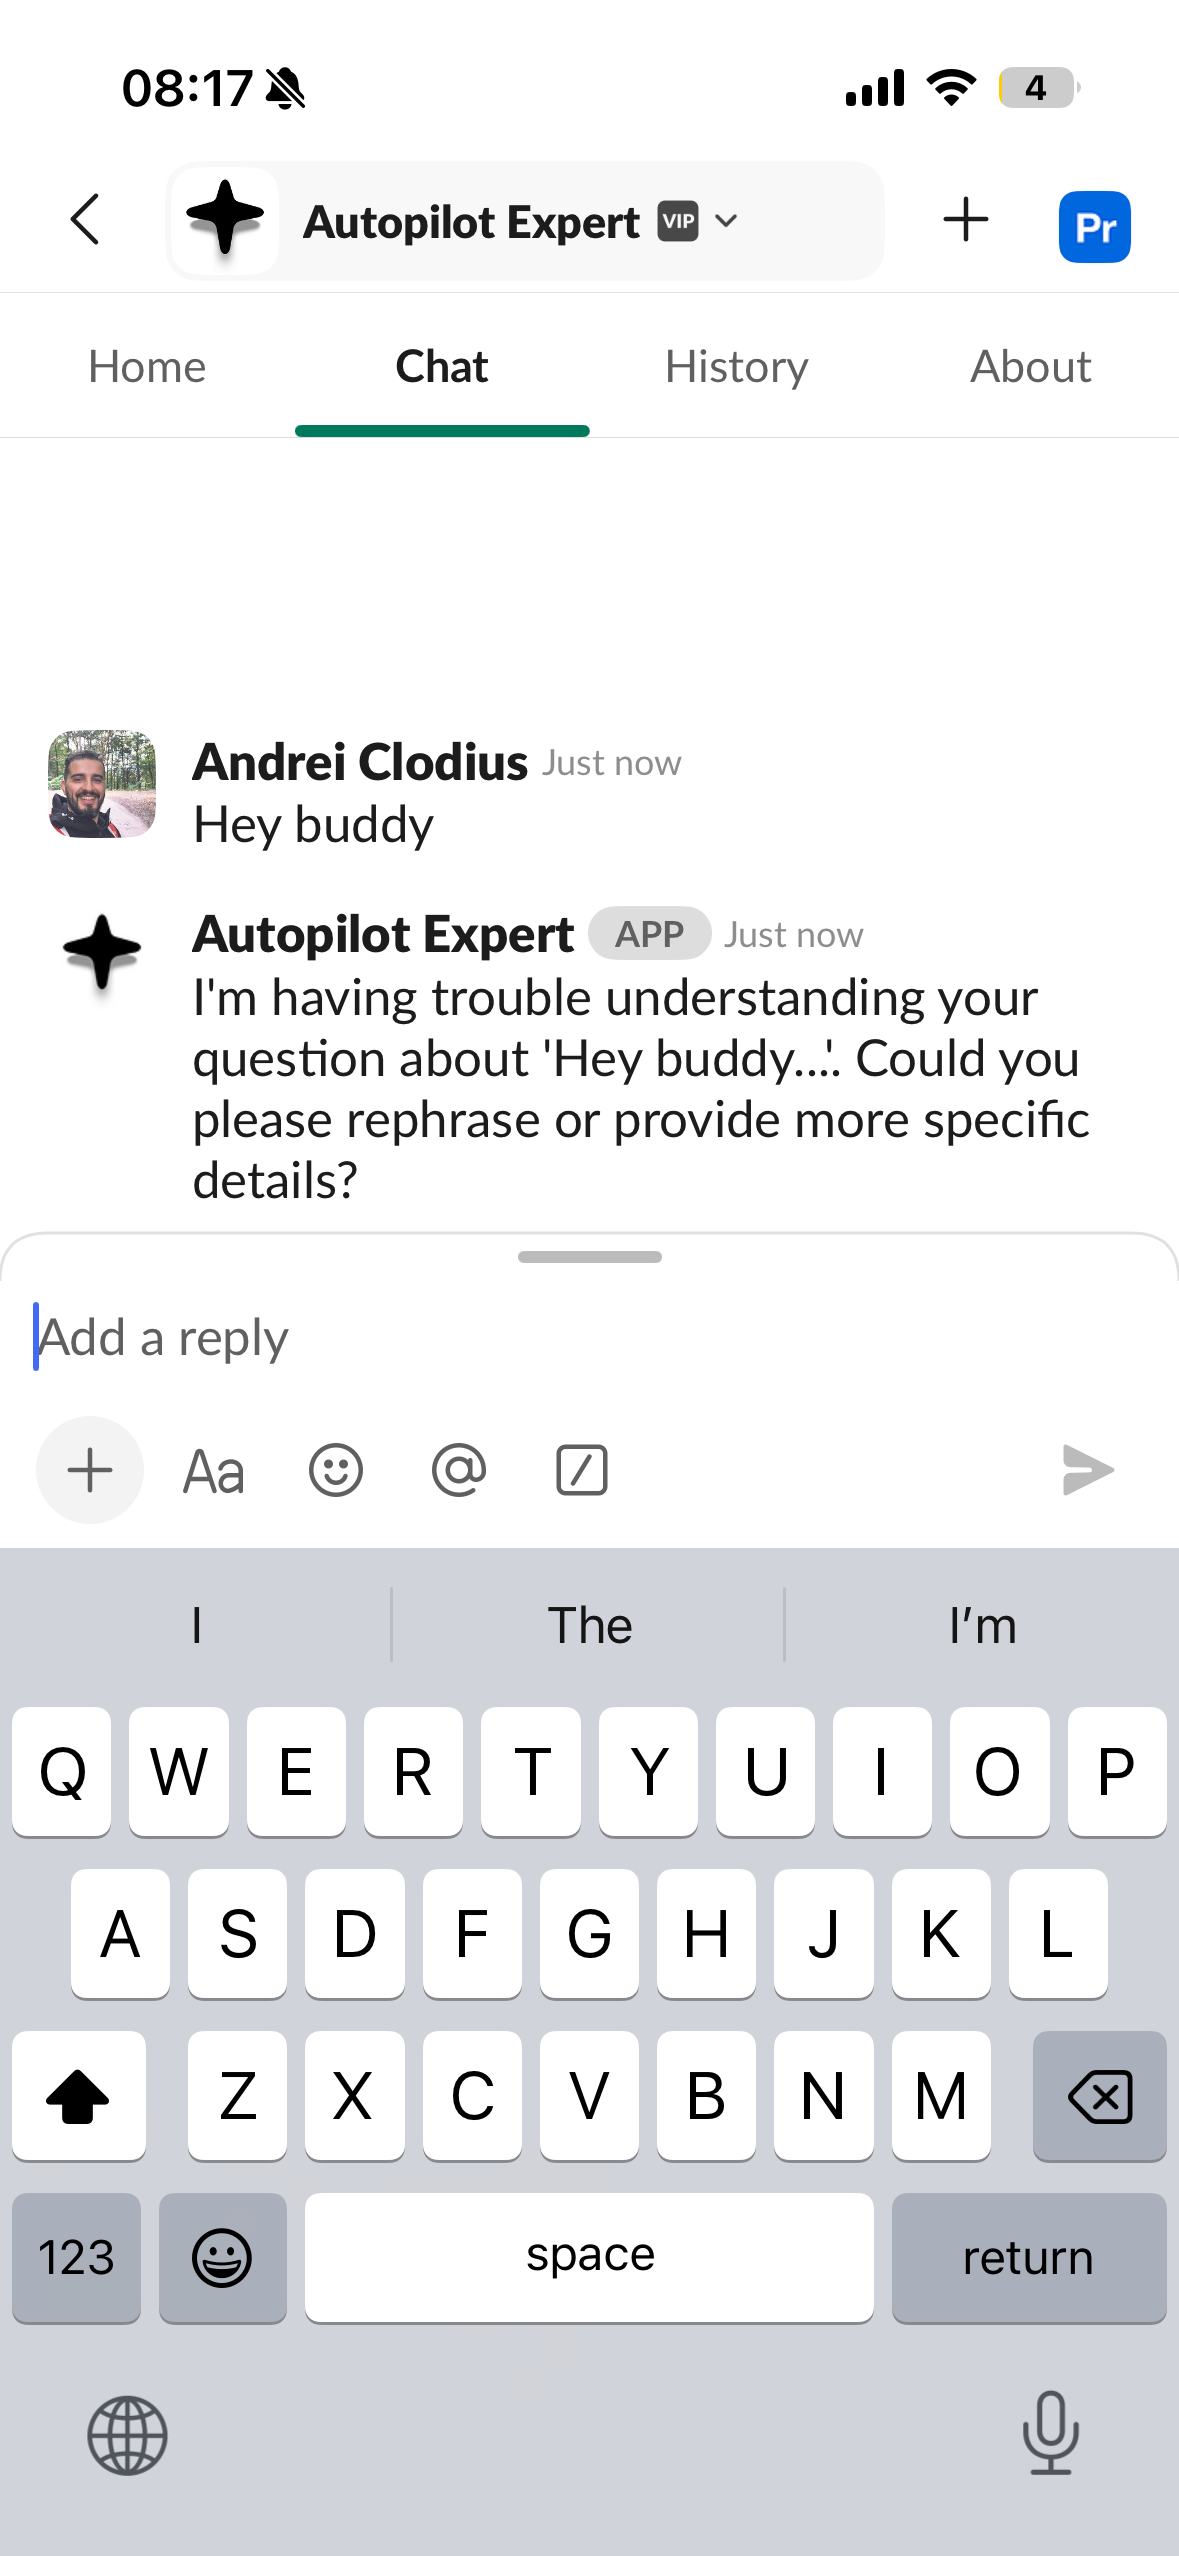 08:17
4
Autopilot Expert VIP
Pr
Home Chat History About
Andrei Clodius Just now
Hey buddy
Autopilot Expert APP Just now
I'm having trouble understanding your
question about 'Hey buddy...'. Could you
please rephrase or provide more specific
details?
Add a reply
Aa @ /
I The I'm
Q W E R T Y U I O P
A S D F G H J K L
Z X C V B N M
123 space return